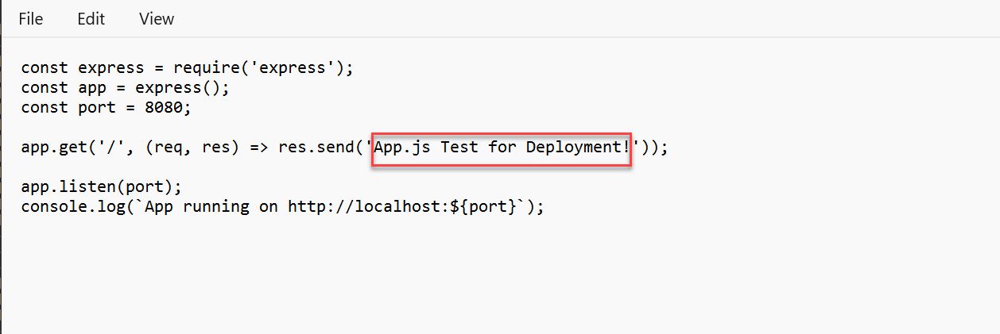 File Edit View
const express = require('express');
const app = express();
const port = 8080;
app.get('/', (req, res) => res.send('App.js Test for Deployment!'));
app.listen(port);
console.log(`App running on http://localhost:${port}`);